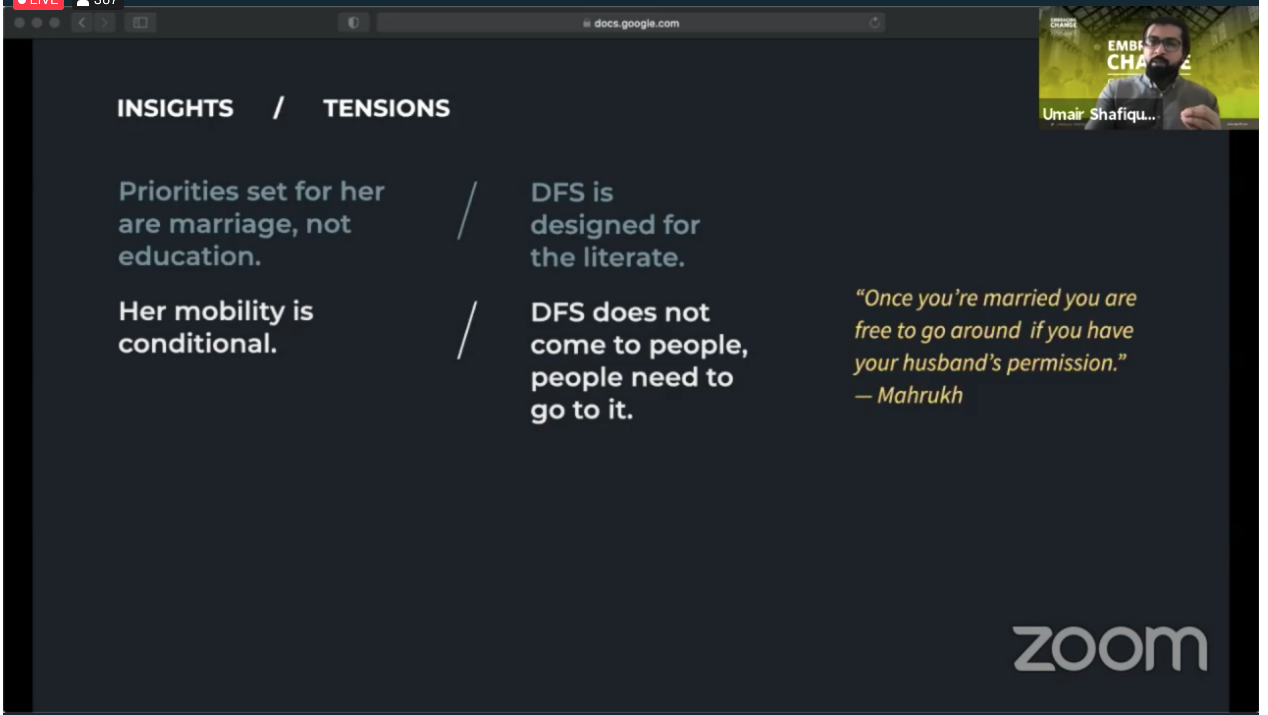 LIVE
307
docs.google.com
INSIGHTS / TENSIONS
Priorities set for her
are marriage, not
education.
/
DFS is
designed for
the literate.
Her mobility is
conditional.
/
DFS does not
come to people,
people need to
go to it.
“Once you’re married you are
free to go around if you have
your husband’s permission.”
— Mahrukh
EMBRACING
CHANGE
Umair Shafiqu...
zoom